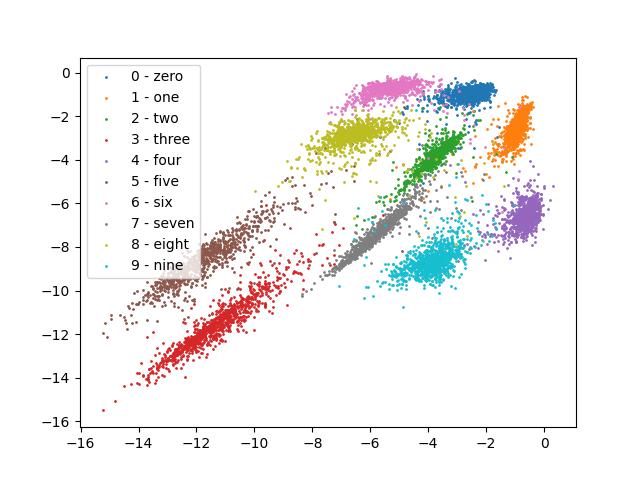 0 - zero
1 - one
2 - two
3 - three
4 - four
5 - five
6 - six
7 - seven
8 - eight
9 - nine
0
−2
−4
−6
−8
−10
−12
−14
−16
−16 −14 −12 −10 −8 −6 −4 −2 0